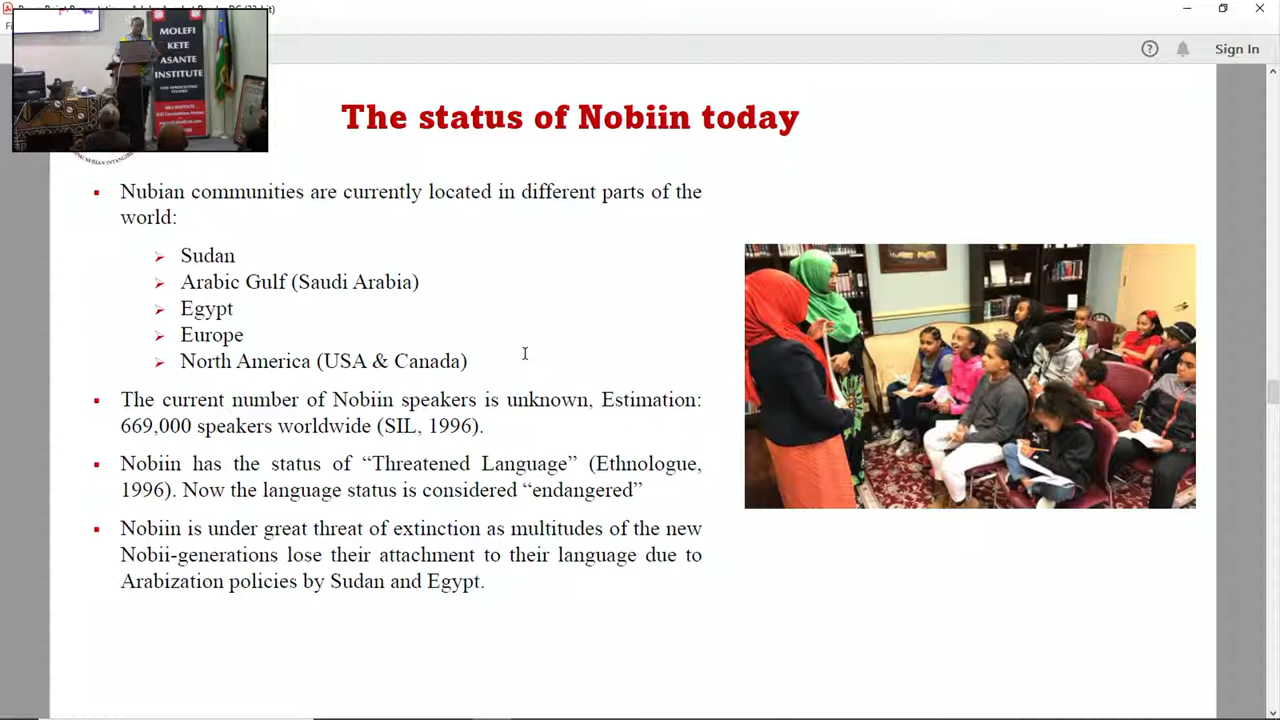 Sign In
MOLEFI
KETE
ASANTE
INSTITUTE
The status of Nobiin today
▪ Nubian communities are currently located in different parts of the
world:
➢ Sudan
➢ Arabic Gulf (Saudi Arabia)
➢ Egypt
➢ Europe
➢ North America (USA & Canada)
▪ The current number of Nobiin speakers is unknown, Estimation:
669,000 speakers worldwide (SIL, 1996).
▪ Nobiin has the status of “Threatened Language” (Ethnologue,
1996). Now the language status is considered “endangered”
▪ Nobiin is under great threat of extinction as multitudes of the new
Nobii-generations lose their attachment to their language due to
Arabization policies by Sudan and Egypt.